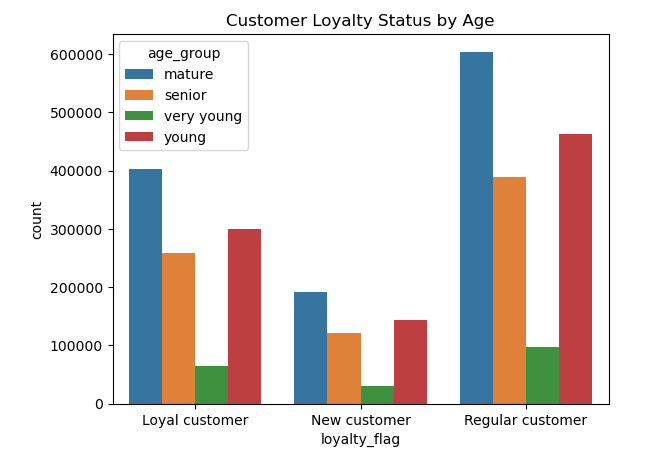 Customer Loyalty Status by Age
age_group
mature
senior
very young
young
count
600000
500000
400000
300000
200000
100000
0
Loyal customer
New customer
Regular customer
loyalty_flag